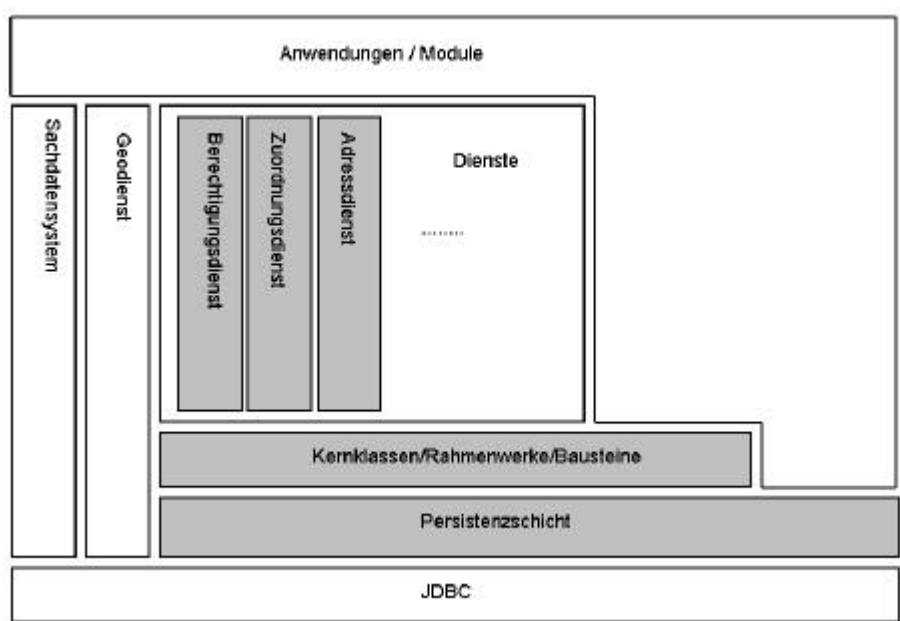 Anwendungen / Module
Sachdatensystem
Geodienst
Berechtigungsdienst
Zuordnungsdienst
Adressdienst
Dienste
........
Kernklassen/Rahmenwerke/Bausteine
Persistenzschicht
JDBC